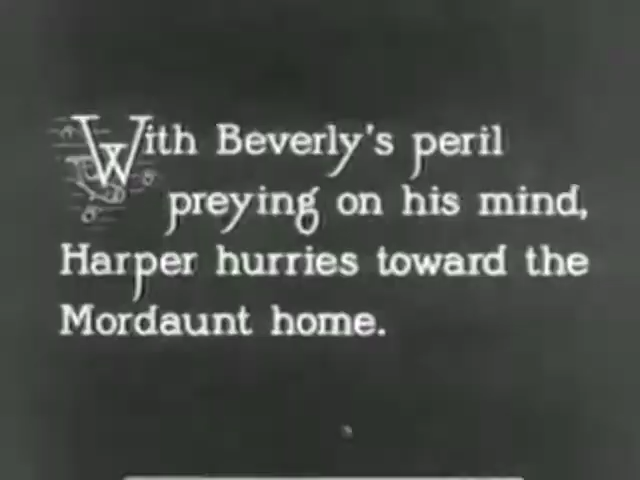 With Beverly's peril
preying on his mind,
Harper hurries toward the
Mordaunt home.